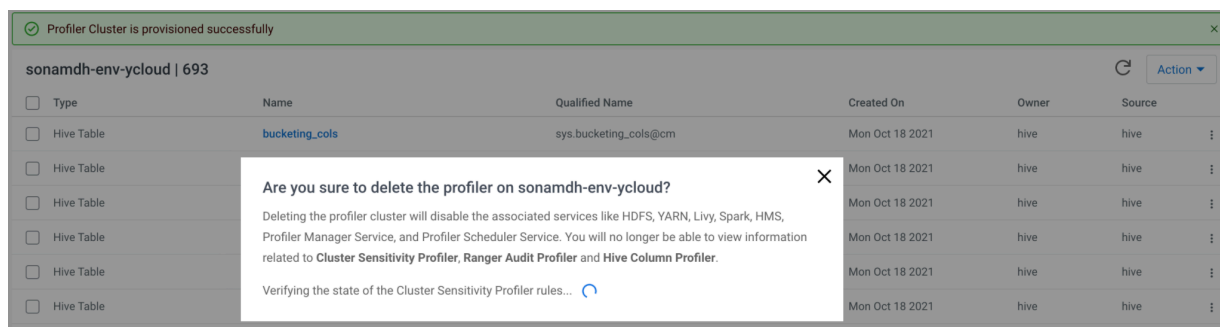 Profiler Cluster is provisioned successfully
sonamdh-env-ycloud | 693
Action
Type Name Qualified Name Created On Owner Source
Hive Table bucketing_cols sys.bucketing_cols@cm Mon Oct 18 2021 hive hive
Hive Table Mon Oct 18 2021 hive hive
Hive Table Mon Oct 18 2021 hive hive
Hive Table Mon Oct 18 2021 hive hive
Hive Table Mon Oct 18 2021 hive hive
Hive Table Mon Oct 18 2021 hive hive
Are you sure to delete the profiler on sonamdh-env-ycloud?
Deleting the profiler cluster will disable the associated services like HDFS, YARN, Livy, Spark, HMS,
Profiler Manager Service, and Profiler Scheduler Service. You will no longer be able to view information
related to Cluster Sensitivity Profiler, Ranger Audit Profiler and Hive Column Profiler.
Verifying the state of the Cluster Sensitivity Profiler rules...